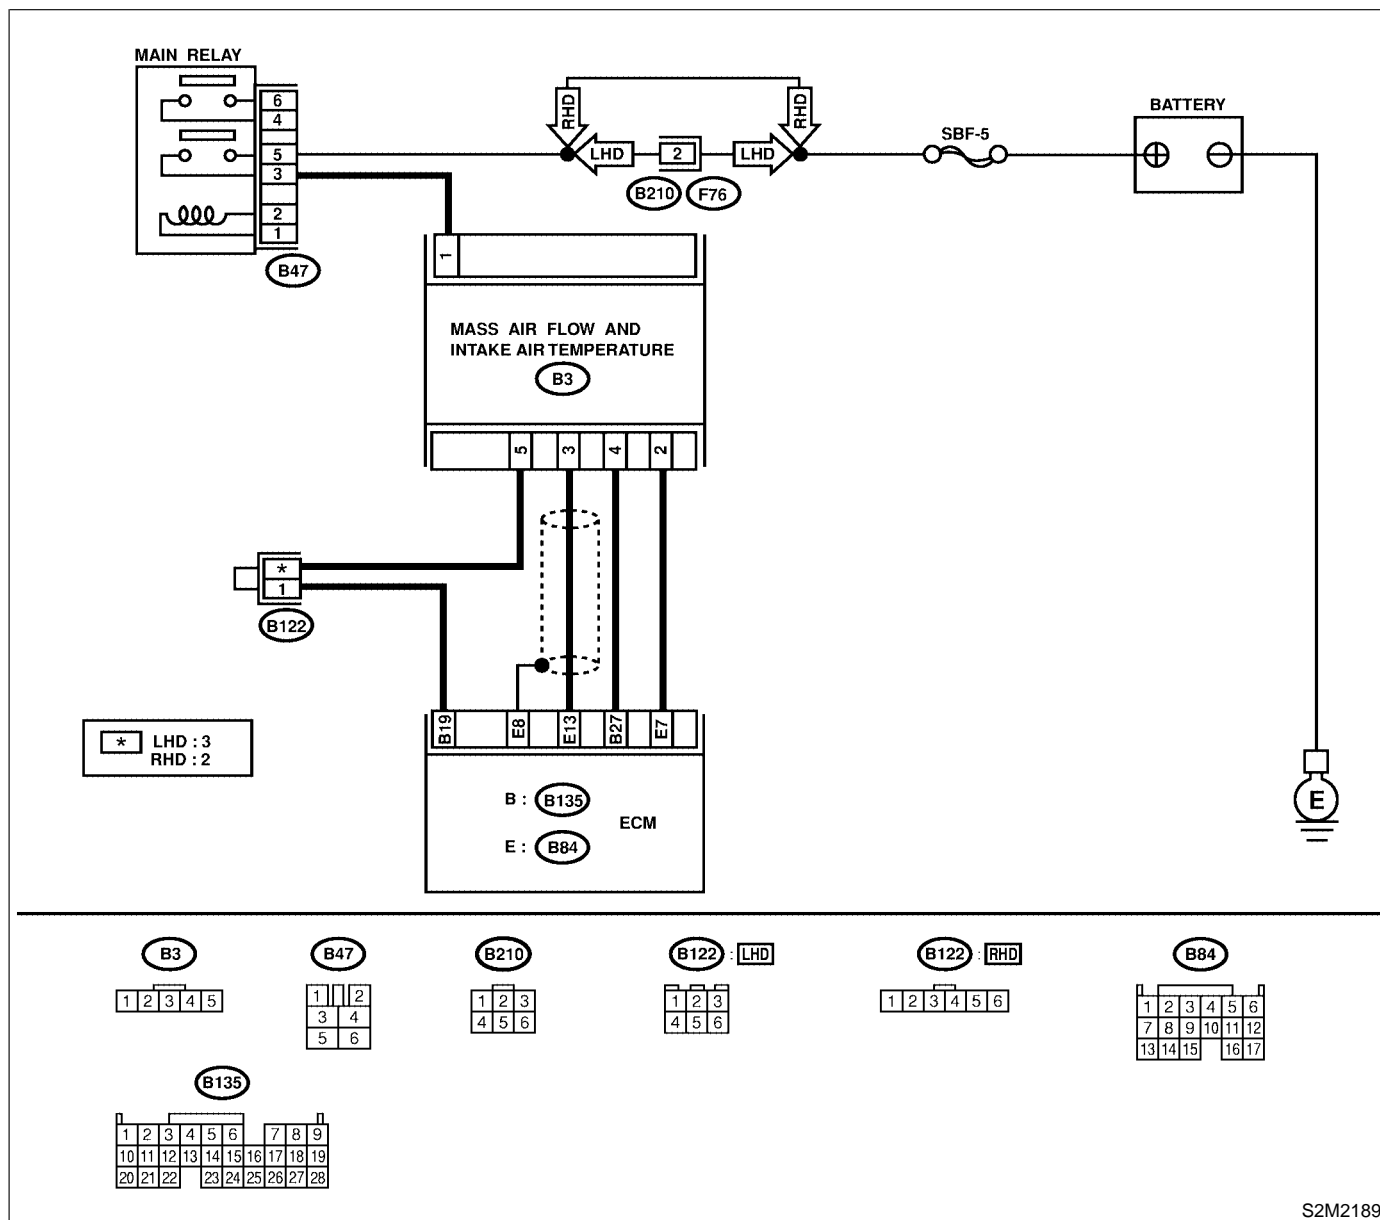 MAIN RELAY
6
4
5
3
2
1
B47
RHD
RHD
LHD
2
LHD
B210
F76
SBF-5
BATTERY
1
MASS AIR FLOW AND
INTAKE AIR TEMPERATURE
B3
5 3 4 2
*
1
B122
B19 E8 E13 B27 E7
* LHD : 3
RHD : 2
B : B135
ECM
E : B84
E
B3
1 2 3 4 5
B47
1 2
3 4
5 6
B210
1 2 3
4 5 6
B122 : LHD
1 2 3
4 5 6
B122 : RHD
1 2 3 4 5 6
B84
1 2 3 4 5 6
7 8 9 10 11 12
13 14 15 16 17
B135
1 2 3 4 5 6 7 8 9
10 11 12 13 14 15 16 17 18 19
20 21 22 23 24 25 26 27 28
S2M2189